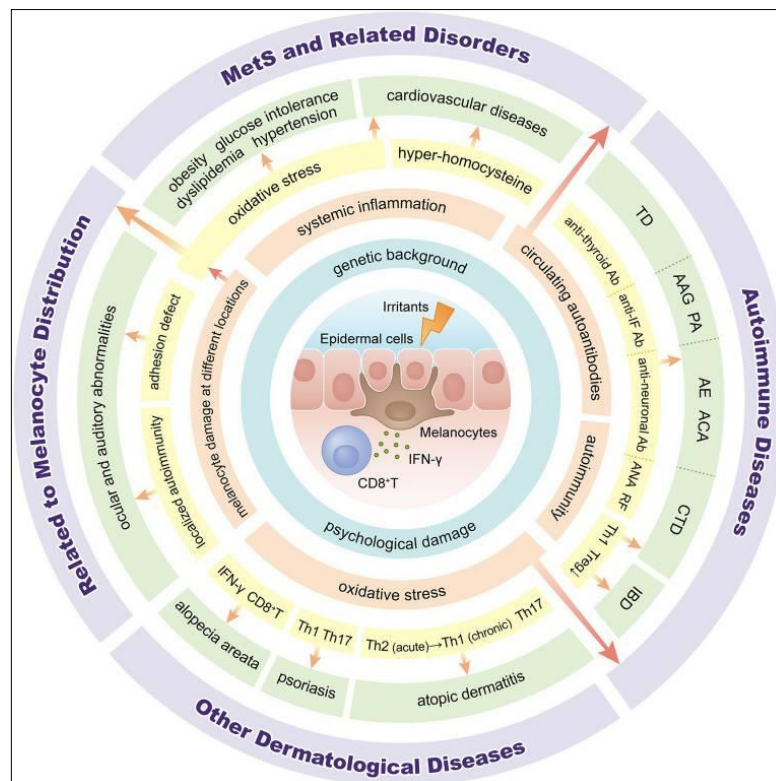 MetS and Related Disorders
Autoimmune Diseases
Other Dermatological Diseases
Related to Melanocyte Distribution
obesity glucose intolerance
dyslipidemia hypertension
cardiovascular diseases
TD
AAG PA
AE ACA
CTD
IBD
atopic dermatitis
psoriasis
alopecia areata
ocular and auditory abnormalities
oxidative stress
hyper-homocysteine
anti-thyroid Ab
anti-IF Ab
anti-neuronal Ab
ANA RF
Th1 Treg↓
Th2 (acute)→Th1 (chronic) Th17
Th1 Th17
IFN-γ CD8+T
localized autoimmunity
adhesion defect
systemic inflammation
circulating autoantibodies
autoimmunity
oxidative stress
melanocyte damage at different locations
genetic background
psychological damage
Irritants
Epidermal cells
Melanocytes
IFN-γ
CD8+T